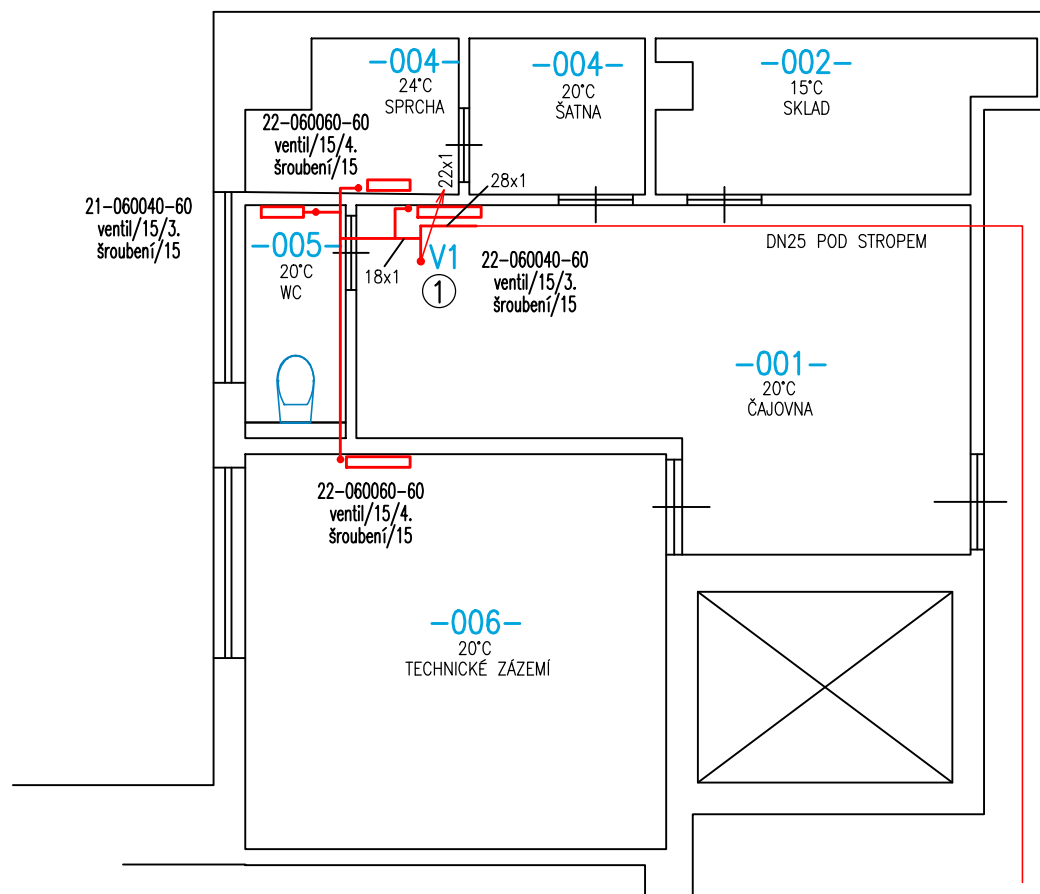 -004-
24°C
SPRCHA
-004-
20°C
ŠATNA
-002-
15°C
SKLAD
22-060060-60
ventil/15/4.
šroubení/15
22x1
28x1
21-060040-60
ventil/15/3.
šroubení/15
-005-
20°C
WC
18x1
V1
1
22-060040-60
ventil/15/3.
šroubení/15
DN25 POD STROPEM
-001-
20°C
ČAJOVNA
22-060060-60
ventil/15/4.
šroubení/15
-006-
20°C
TECHNICKÉ ZÁZEMÍ